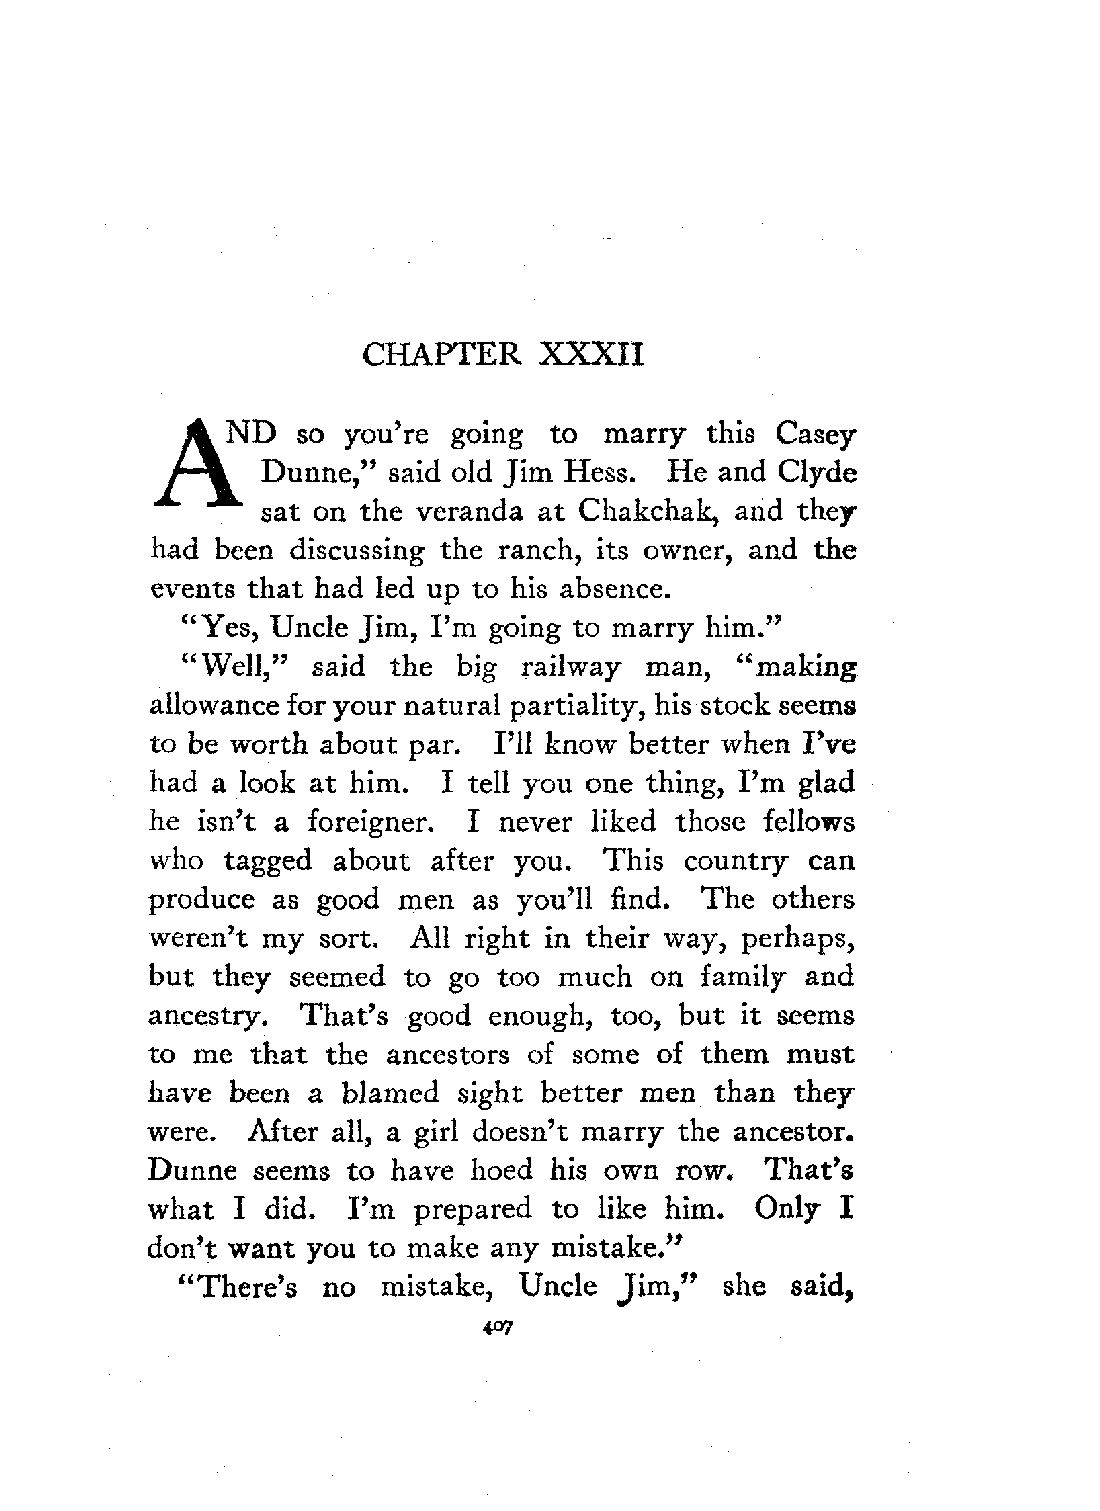 CHAPTER XXXII
AND so you're going to marry this Casey
Dunne," said old Jim Hess. He and Clyde
sat on the veranda at Chakchak, and they
had been discussing the ranch, its owner, and the
events that had led up to his absence.
"Yes, Uncle Jim, I'm going to marry him."
"Well," said the big railway man, "making
allowance for your natural partiality, his stock seems
to be worth about par. I'll know better when I've
had a look at him. I tell you one thing, I'm glad
he isn't a foreigner. I never liked those fellows
who tagged about after you. This country can
produce as good men as you'll find. The others
weren't my sort. All right in their way, perhaps,
but they seemed to go too much on family and
ancestry. That's good enough, too, but it seems
to me that the ancestors of some of them must
have been a blamed sight better men than they
were. After all, a girl doesn't marry the ancestor.
Dunne seems to have hoed his own row. That's
what I did. I'm prepared to like him. Only I
don't want you to make any mistake."
"There's no mistake, Uncle Jim," she said,
407